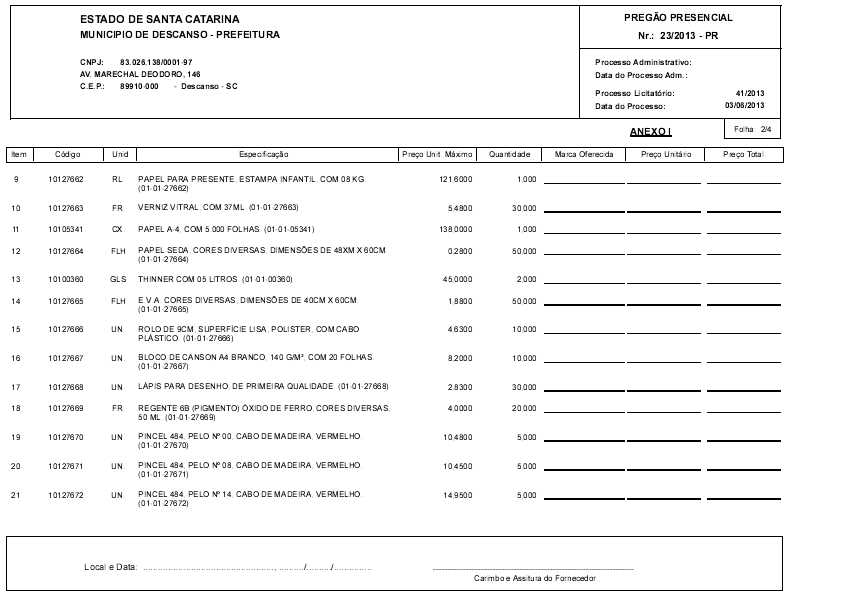 ESTADO DE SANTA CATARINA
MUNICIPIO DE DESCANSO - PREFEITURA
CNPJ: 83.026.138/0001-97
AV. MARECHAL DEODORO, 146
C.E.P.: 89910-000 - Descanso - SC
PREGÃO PRESENCIAL
Nr.: 23/2013 - PR
Processo Administrativo:
Data do Processo Adm.:
Processo Licitatório: 41/2013
Data do Processo: 03/06/2013
ANEXO I
Folha: 2/4
Item Código Unid Especificação Preço Unit. Máximo Quantidade Marca Oferecida Preço Unitário Preço Total
9 10127662 RL. PAPEL PARA PRESENTE, ESTAMPA INFANTIL, COM 08 KG. 121,6000 1,000
(01-01-27662)
10 10127663 FR. VERNIZ VITRAL, COM 37ML. (01-01-27663) 5,4800 30,000
11 10105341 CX. PAPEL A-4, COM 5.000 FOLHAS. (01-01-05341) 138,0000 1,000
12 10127664 FLH PAPEL SEDA, CORES DIVERSAS, DIMENSÕES DE 48XM X 60CM. 0,2800 50,000
(01-01-27664)
13 10100360 GLS THINNER COM 05 LITROS. (01-01-00360) 45,0000 2,000
14 10127665 FLH E.V.A. CORES DIVERSAS, DIMENSÕES DE 40CM X 60CM. 1,8800 50,000
(01-01-27665)
15 10127666 UN. ROLO DE 9CM, SUPERFÍCIE LISA, POLISTER, COM CABO 4,6300 10,000
PLÁSTICO. (01-01-27666)
16 10127667 UN. BLOCO DE CANSON A4 BRANCO, 140 G/M², COM 20 FOLHAS. 8,2000 10,000
(01-01-27667)
17 10127668 UN. LÁPIS PARA DESENHO, DE PRIMEIRA QUALIDADE. (01-01-27668) 2,8300 30,000
18 10127669 FR. REGENTE 6B (PIGMENTO) ÓXIDO DE FERRO, CORES DIVERSAS, 4,0000 20,000
50 ML. (01-01-27669)
19 10127670 UN. PINCEL 484, PELO Nº 00, CABO DE MADEIRA, VERMELHO. 10,4800 5,000
(01-01-27670)
20 10127671 UN. PINCEL 484, PELO Nº 08, CABO DE MADEIRA, VERMELHO. 10,4500 5,000
(01-01-27671)
21 10127672 UN. PINCEL 484, PELO Nº 14, CABO DE MADEIRA, VERMELHO. 14,9500 5,000
(01-01-27672)
Local e Data: ............................................, ........../........../...............
Carimbo e Assitura do Fornecedor